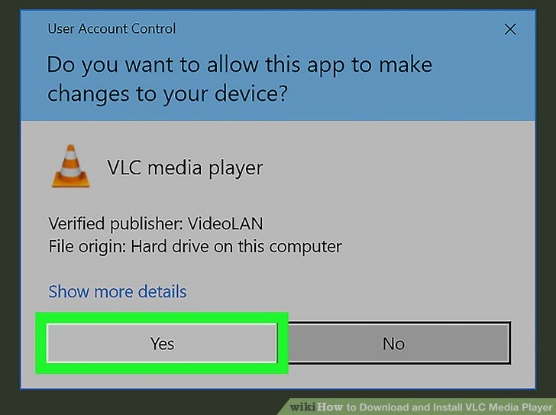 User Account Control
Do you want to allow this app to make
changes to your device?
VLC media player
Verified publisher: VideoLAN
File origin: Hard drive on this computer
Show more details
Yes
No
wikiHow to Download and Install VLC Media Player